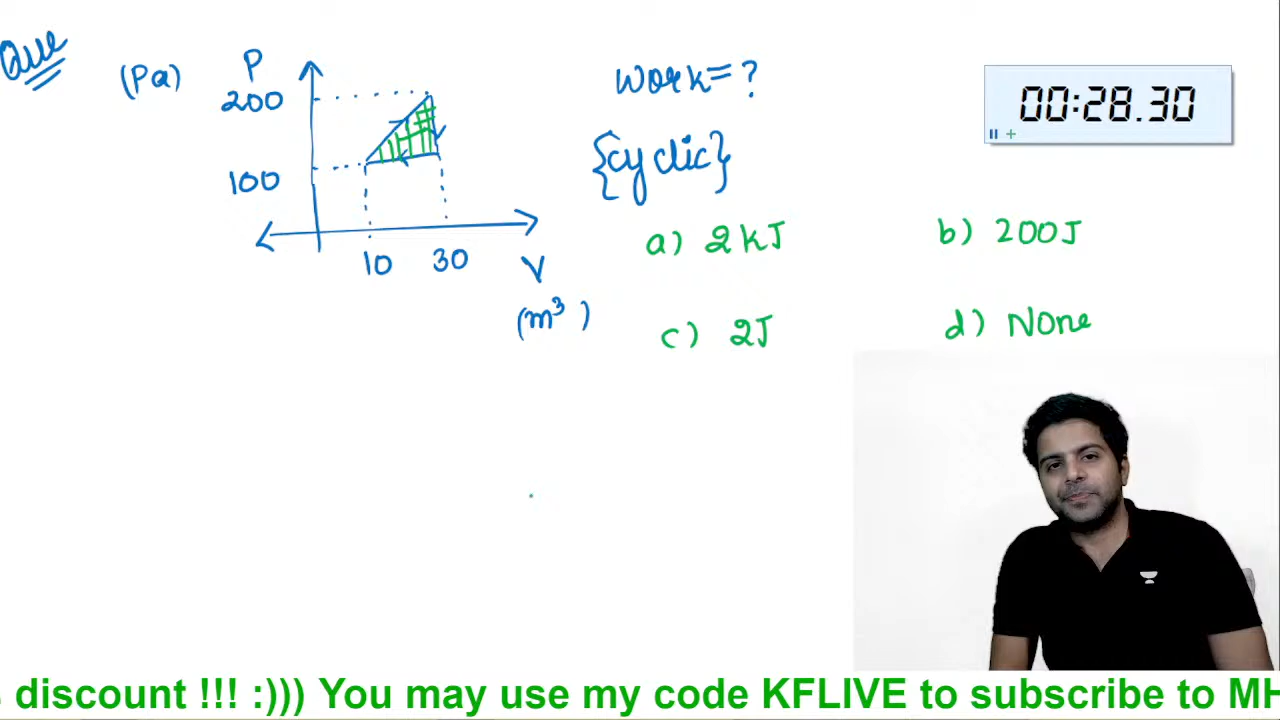 Que
(Pa)
P
200
100
10
30
V
(m³)
Work=?
{cyclic}
a) 2kJ
b) 200J
c) 2J
d) None
00:28.30
discount !!! :))) You may use my code KFLIVE to subscribe to MH